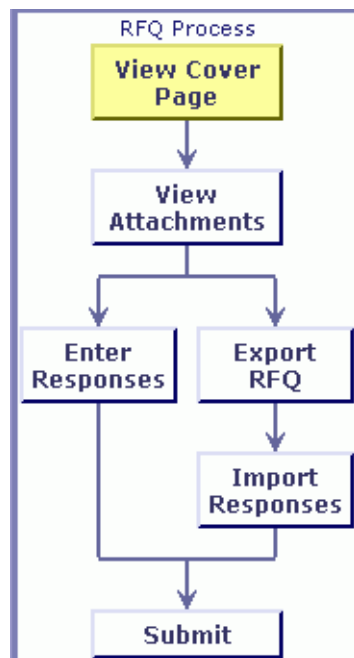 RFQ Process
View Cover
Page
View
Attachments
Enter
Responses
Export
RFQ
Import
Responses
Submit